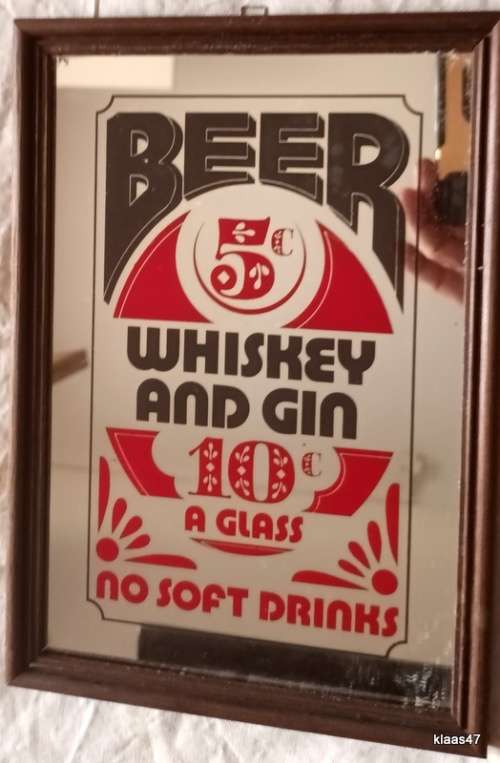 BEER
5¢
WHISKEY
AND GIN
10¢
A GLASS
NO SOFT DRINKS
klaas47